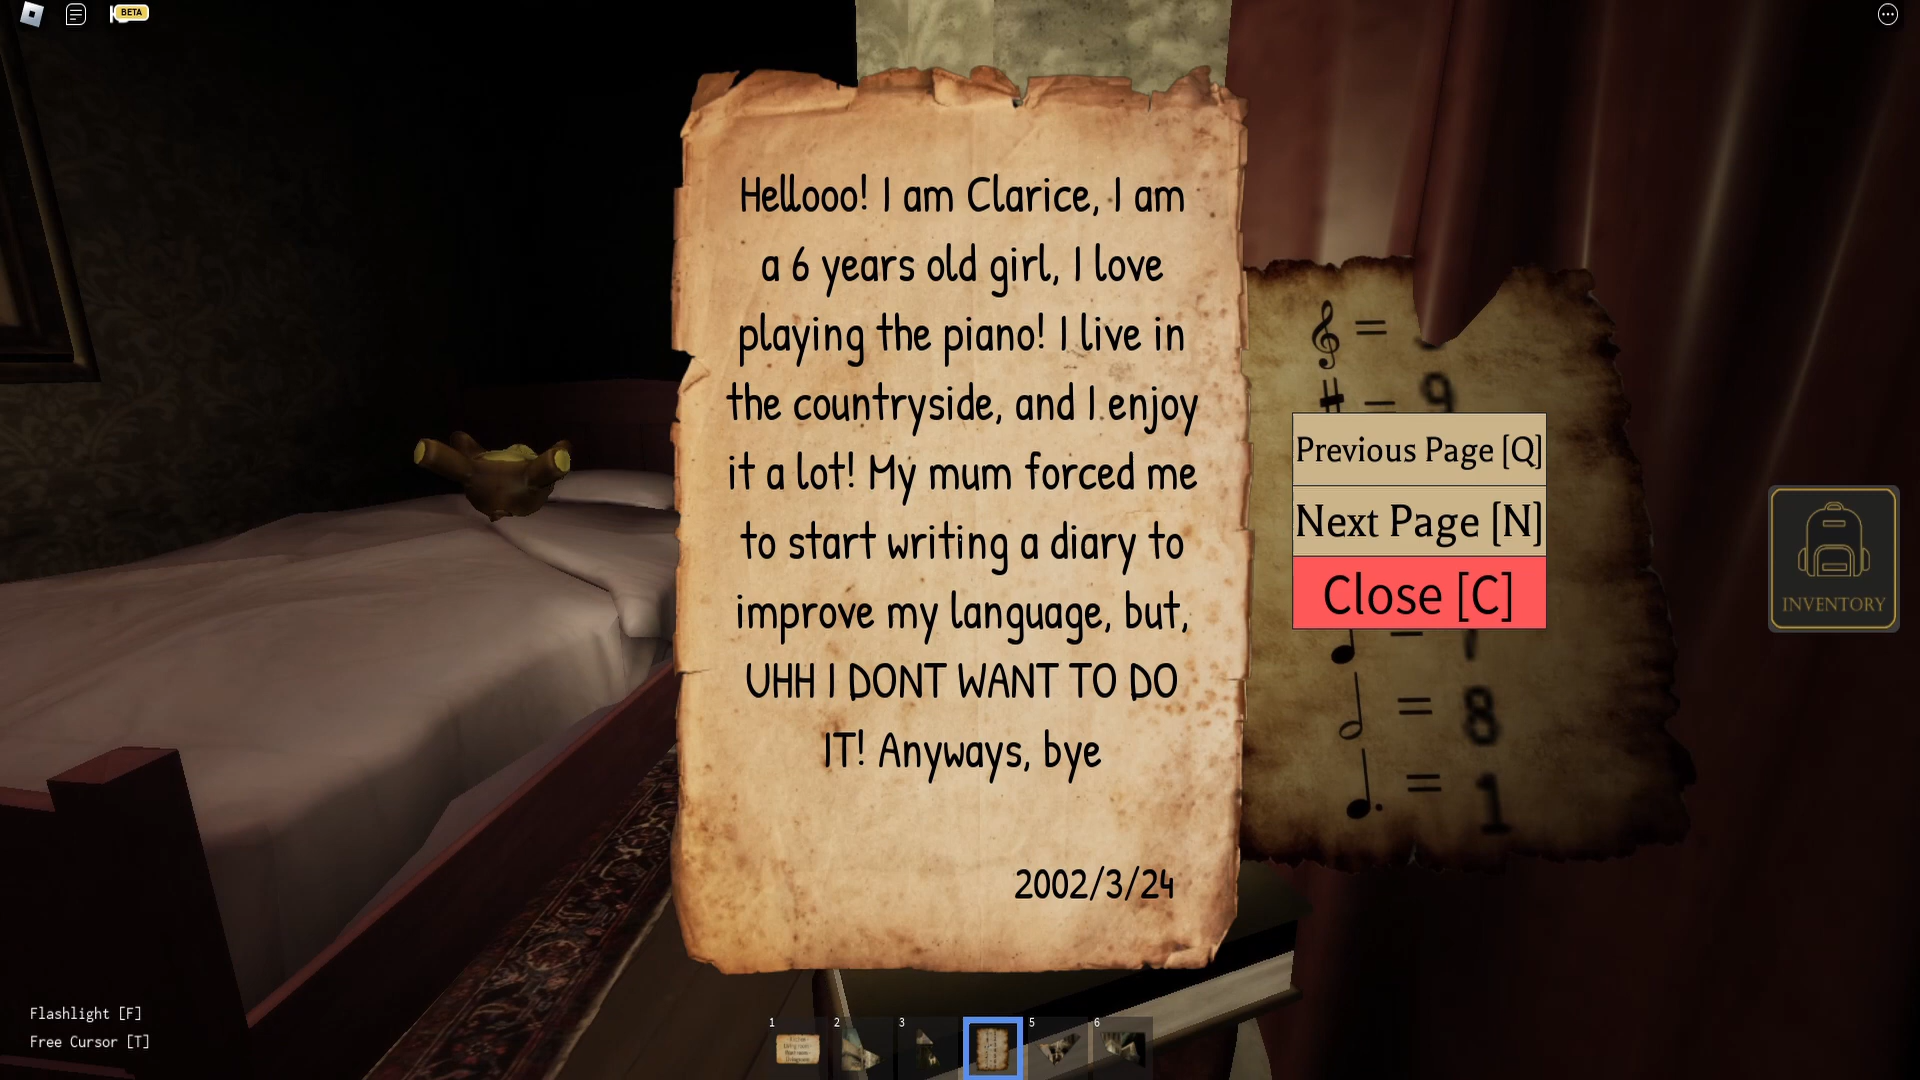 BETA
Hellooo! I am Clarice, I am
a 6 years old girl, I love
playing the piano! I live in
the countryside, and I enjoy
it a lot! My mum forced me
to start writing a diary to
improve my language, but,
UHH I DONT WANT TO DO
IT! Anyways, bye
2002/3/24
𝄞 =
# = 9
Previous Page [Q]
Next Page [N]
Close [C]
𝅗𝅥 = 8
♩. = 1
INVENTORY
Flashlight [F]
Free Cursor [T]
1
2
3
5
6